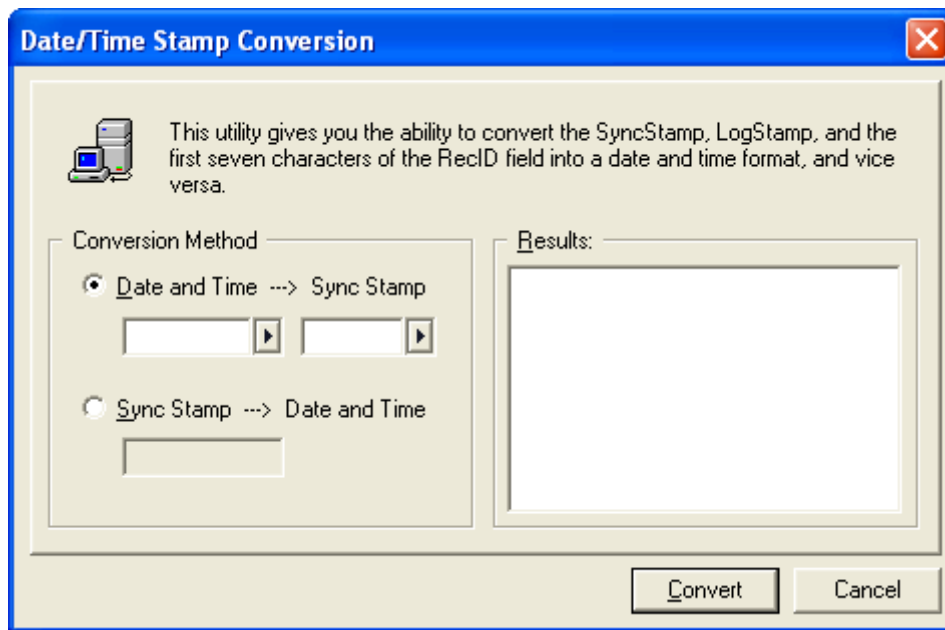 Date/Time Stamp Conversion
This utility gives you the ability to convert the SyncStamp, LogStamp, and the
first seven characters of the RecID field into a date and time format, and vice
versa.
Conversion Method
Date and Time ---> Sync Stamp
Sync Stamp ---> Date and Time
Results:
Convert
Cancel